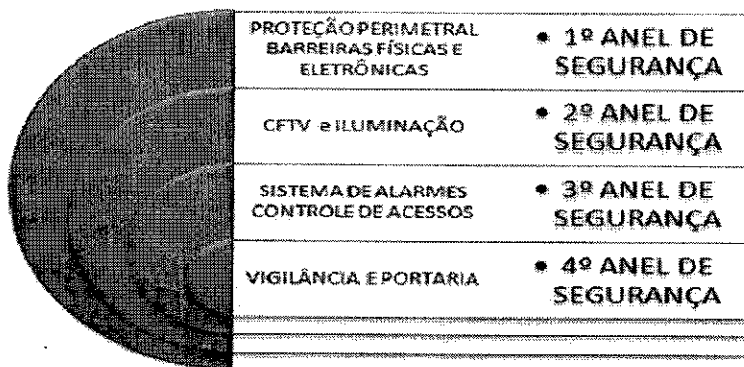 PROTEÇÃO PERIMETRAL
BARREIRAS FÍSICAS E
ELETRÔNICAS
• 1º ANEL DE
SEGURANÇA
CFTV e ILUMINAÇÃO
• 2º ANEL DE
SEGURANÇA
SISTEMA DE ALARMES
CONTROLE DE ACESSOS
• 3º ANEL DE
SEGURANÇA
VIGILÂNCIA E PORTARIA
• 4º ANEL DE
SEGURANÇA